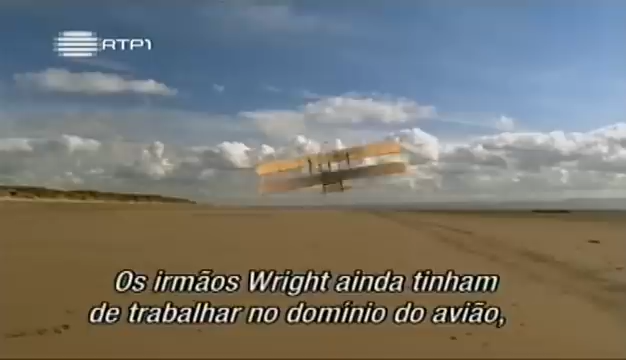 RTP1
Os irmãos Wright ainda tinham
de trabalhar no domínio do avião,